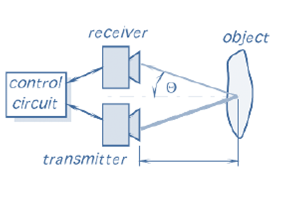 receiver
object
control
circuit
Θ
transmitter